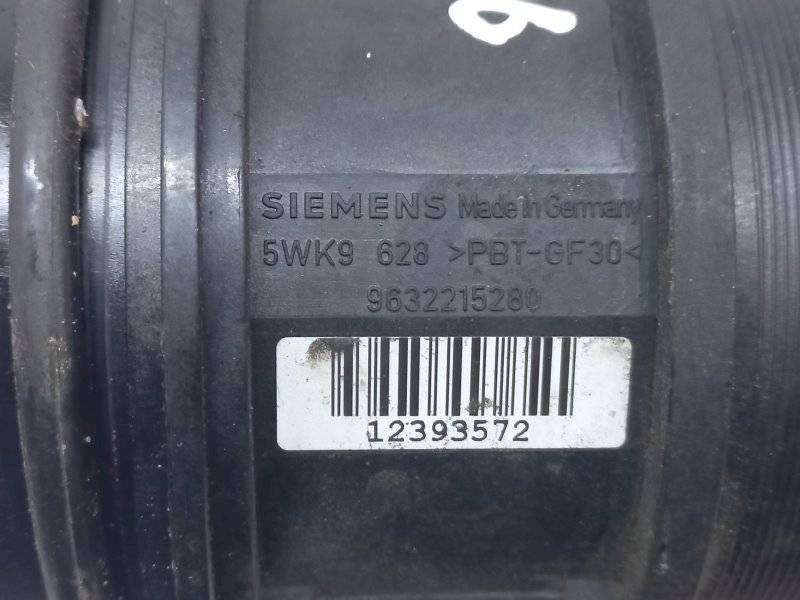 SIEMENS Made in Germany
5WK9 628 >PBT-GF30<
9632215280
12393572